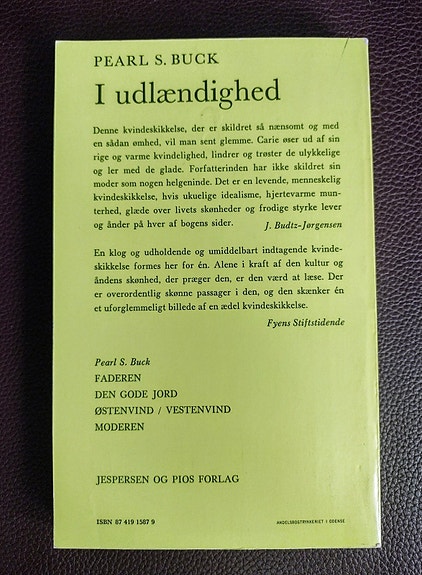 PEARL S. BUCK
I udlændighed
Denne kvindeskikkelse, der er skildret så nænsomt og med
en sådan ømhed, vil man sent glemme. Carie øser ud af sin
rige og varme kvindelighed, lindrer og trøster de ulykkelige
og ler med de glade. Forfatterinden har ikke skildret sin
moder som nogen helgeninde. Det er en levende, menneskelig
kvindeskikkelse, hvis ukuelige idealisme, hjertevarme mun-
terhed, glæde over livets skønheder og frodige styrke lever
og ånder på hver af bogens sider. J. Budtz-Jørgensen
En klog og udholdende og umiddelbart indtagende kvinde-
skikkelse formes her for én. Alene i kraft af den kultur og
åndens skønhed, der præger den, er den værd at læse. Der
er overordentlig skønne passager i den, og den skænker én
et uforglemmeligt billede af en ædel kvindeskikkelse.
Fyens Stiftstidende
Pearl S. Buck
FADEREN
DEN GODE JORD
ØSTENVIND / VESTENVIND
MODEREN
JESPERSEN OG PIOS FORLAG
ISBN 87 419 1587 9 ANDELSBOGTRYKKERIET I ODENSE